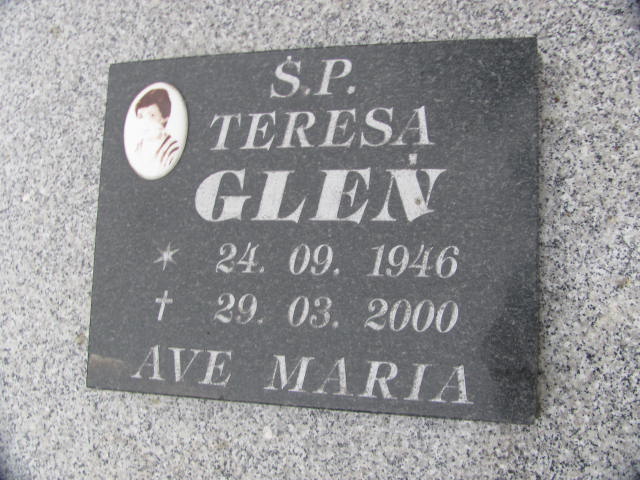 Ś.P.
TERESA
GLEŃ
* 24. 09. 1946
† 29. 03. 2000
AVE MARIA